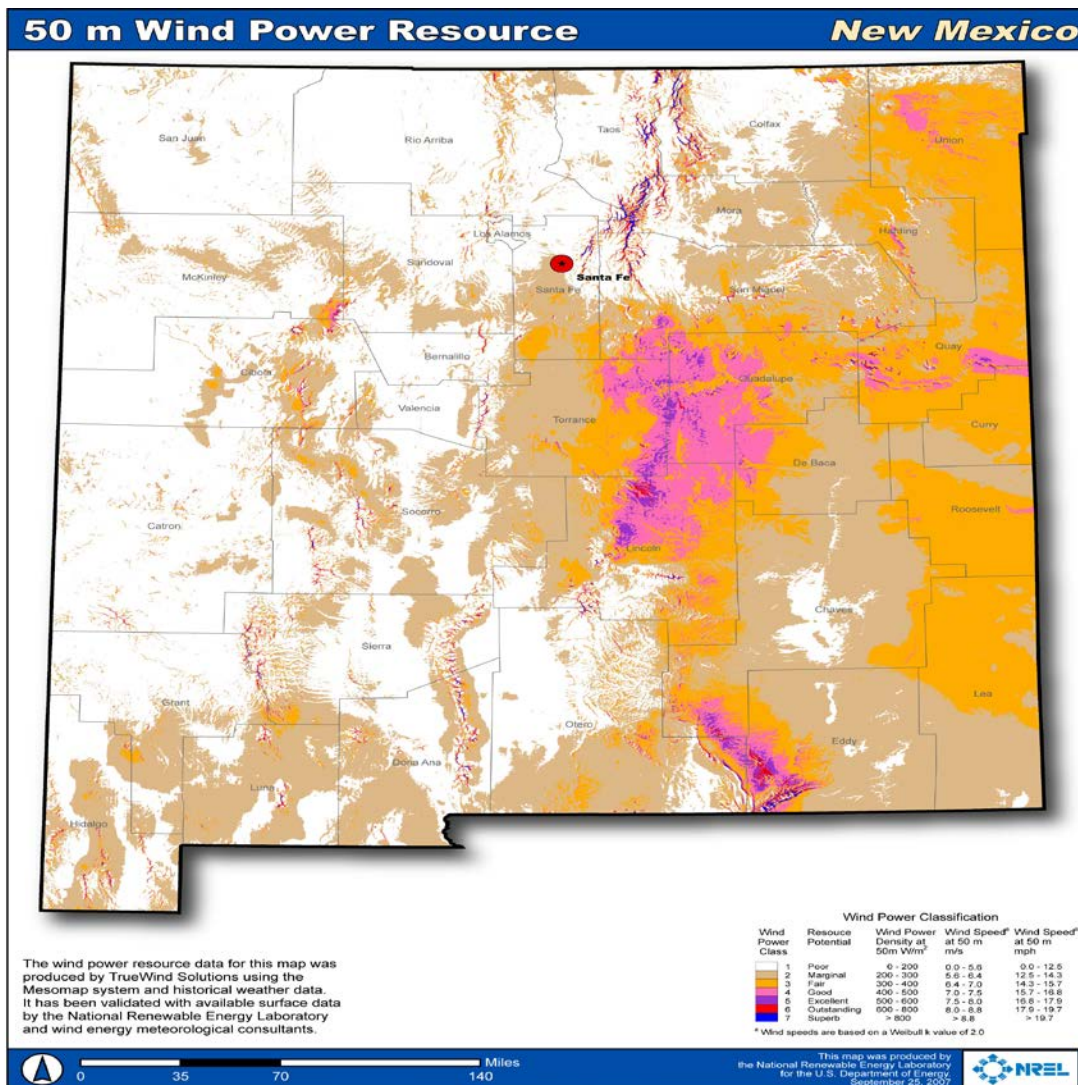 50 m Wind Power Resource
New Mexico
San Juan
Rio Arriba
Taos
Colfax
Union
Mora
Harding
Los Alamos
Sandoval
McKinley
Santa Fe
Santa Fe
San Miguel
Quay
Bernalillo
Cibola
Guadalupe
Valencia
Torrance
Curry
De Baca
Roosevelt
Socorro
Catron
Lincoln
Chaves
Sierra
Lea
Grant
Otero
Eddy
Dona Ana
Luna
Hidalgo
The wind power resource data for this map was
produced by TrueWind Solutions using the
Mesomap system and historical weather data.
It has been validated with available surface data
by the National Renewable Energy Laboratory
and wind energy meteorological consultants.
Wind Power Classification
Wind Power Class Resource Potential Wind Power Density at 50m W/m² Wind Speedª at 50 m m/s Wind Speedª at 50 m mph
1 Poor 0 - 200 0.0 - 5.6 0.0 - 12.5
2 Marginal 200 - 300 5.6 - 6.4 12.5 - 14.3
3 Fair 300 - 400 6.4 - 7.0 14.3 - 15.7
4 Good 400 - 500 7.0 - 7.5 15.7 - 16.8
5 Excellent 500 - 600 7.5 - 8.0 16.8 - 17.9
6 Outstanding 600 - 800 8.0 - 8.8 17.9 - 19.7
7 Superb > 800 > 8.8 > 19.7
ª Wind speeds are based on a Weibull k value of 2.0
Miles
0 35 70 140
This map was produced by
the National Renewable Energy Laboratory
for the U.S. Department of Energy.
September 25, 2007
NREL